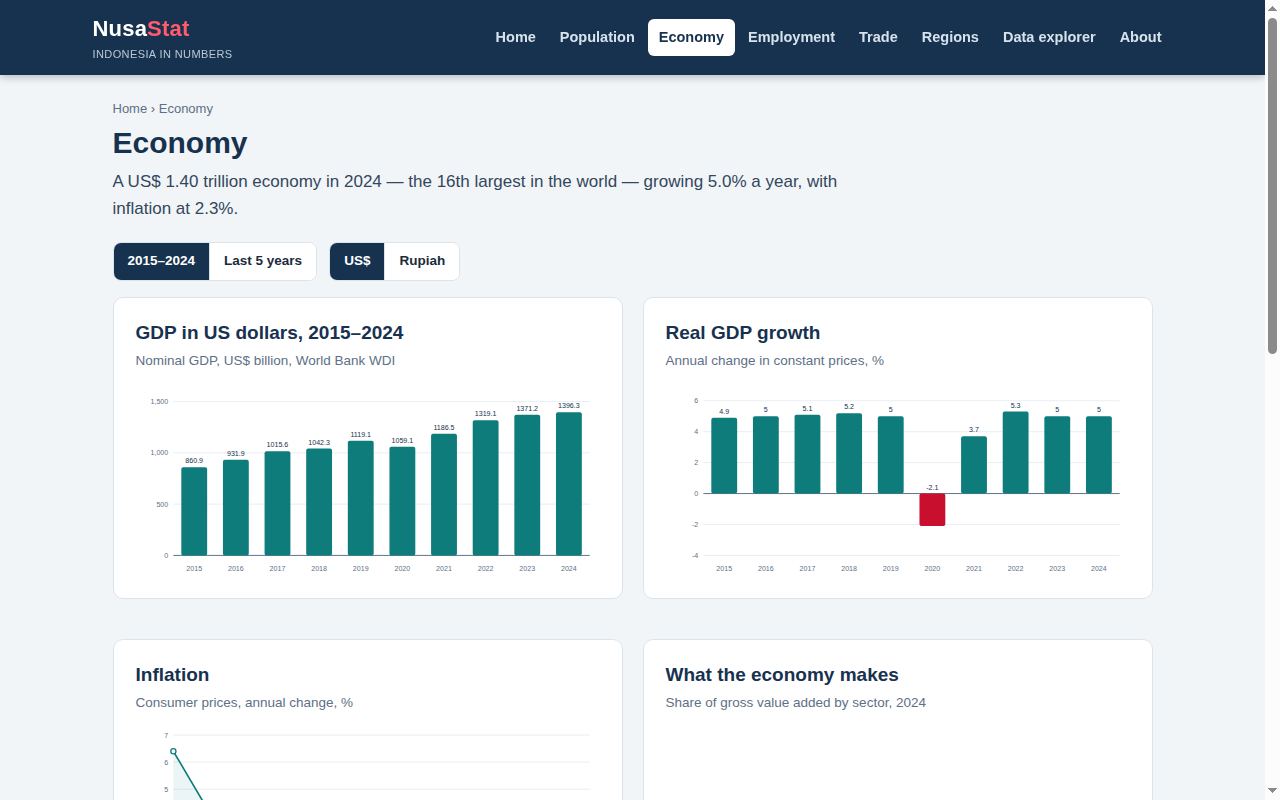 NusaStat
INDONESIA IN NUMBERS
Home Population Economy Employment Trade Regions Data explorer About
Home › Economy
Economy
A US$ 1.40 trillion economy in 2024 — the 16th largest in the world — growing 5.0% a year, with
inflation at 2.3%.
2015–2024 Last 5 years US$ Rupiah
GDP in US dollars, 2015–2024
Nominal GDP, US$ billion, World Bank WDI
1,500
1,000
500
0
860.9 931.9 1015.6 1042.3 1119.1 1059.1 1186.5 1319.1 1371.2 1396.3
2015 2016 2017 2018 2019 2020 2021 2022 2023 2024
Real GDP growth
Annual change in constant prices, %
6
4
2
0
-2
-4
4.9 5 5.1 5.2 5 -2.1 3.7 5.3 5 5
2015 2016 2017 2018 2019 2020 2021 2022 2023 2024
Inflation
Consumer prices, annual change, %
7
6
5
What the economy makes
Share of gross value added by sector, 2024